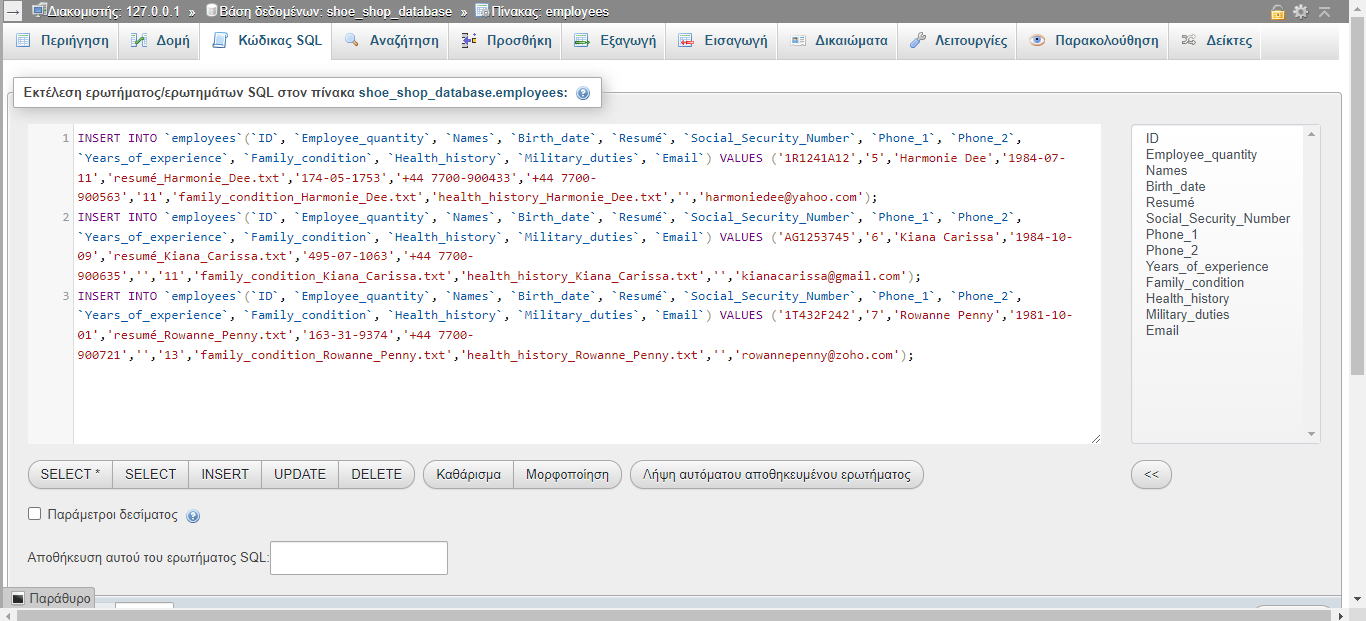 Διακομιστής: 127.0.0.1 » Βάση δεδομένων: shoe_shop_database » Πίνακας: employees
Περιήγηση Δομή Κώδικας SQL Αναζήτηση Προσθήκη Εξαγωγή Εισαγωγή Δικαιώματα Λειτουργίες Παρακολούθηση Δείκτες
Εκτέλεση ερωτήματος/ερωτημάτων SQL στον πίνακα shoe_shop_database.employees:
1 INSERT INTO `employees`(`ID`, `Employee_quantity`, `Names`, `Birth_date`, `Resumé`, `Social_Security_Number`, `Phone_1`, `Phone_2`,
`Years_of_experience`, `Family_condition`, `Health_history`, `Military_duties`, `Email`) VALUES ('1R1241A12','5','Harmonie Dee','1984-07-
11','resumé_Harmonie_Dee.txt','174-05-1753','+44 7700-900433','+44 7700-
900563','11','family_condition_Harmonie_Dee.txt','health_history_Harmonie_Dee.txt','','harmoniedee@yahoo.com');
2 INSERT INTO `employees`(`ID`, `Employee_quantity`, `Names`, `Birth_date`, `Resumé`, `Social_Security_Number`, `Phone_1`, `Phone_2`,
`Years_of_experience`, `Family_condition`, `Health_history`, `Military_duties`, `Email`) VALUES ('AG1253745','6','Kiana Carissa','1984-10-
09','resumé_Kiana_Carissa.txt','495-07-1063','+44 7700-
900635','','11','family_condition_Kiana_Carissa.txt','health_history_Kiana_Carissa.txt','','kianacarissa@gmail.com');
3 INSERT INTO `employees`(`ID`, `Employee_quantity`, `Names`, `Birth_date`, `Resumé`, `Social_Security_Number`, `Phone_1`, `Phone_2`,
`Years_of_experience`, `Family_condition`, `Health_history`, `Military_duties`, `Email`) VALUES ('1T432F242','7','Rowanne Penny','1981-10-
01','resumé_Rowanne_Penny.txt','163-31-9374','+44 7700-
900721','','13','family_condition_Rowanne_Penny.txt','health_history_Rowanne_Penny.txt','','rowannepenny@zoho.com');
ID
Employee_quantity
Names
Birth_date
Resumé
Social_Security_Number
Phone_1
Phone_2
Years_of_experience
Family_condition
Health_history
Military_duties
Email
SELECT * SELECT INSERT UPDATE DELETE Καθάρισμα Μορφοποίηση Λήψη αυτόματου αποθηκευμένου ερωτήματος <<
Παράμετροι δεσίματος
Αποθήκευση αυτού του ερωτήματος SQL:
Παράθυρο